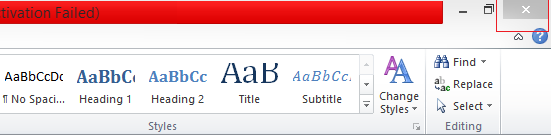 tivation Failed)
AaBbCcDc AaBbCc AaBbCc AaB AaBbCc.
¶ No Spaci... Heading 1 Heading 2 Title Subtitle
Change
Styles
Find
Replace
Select
Styles Editing